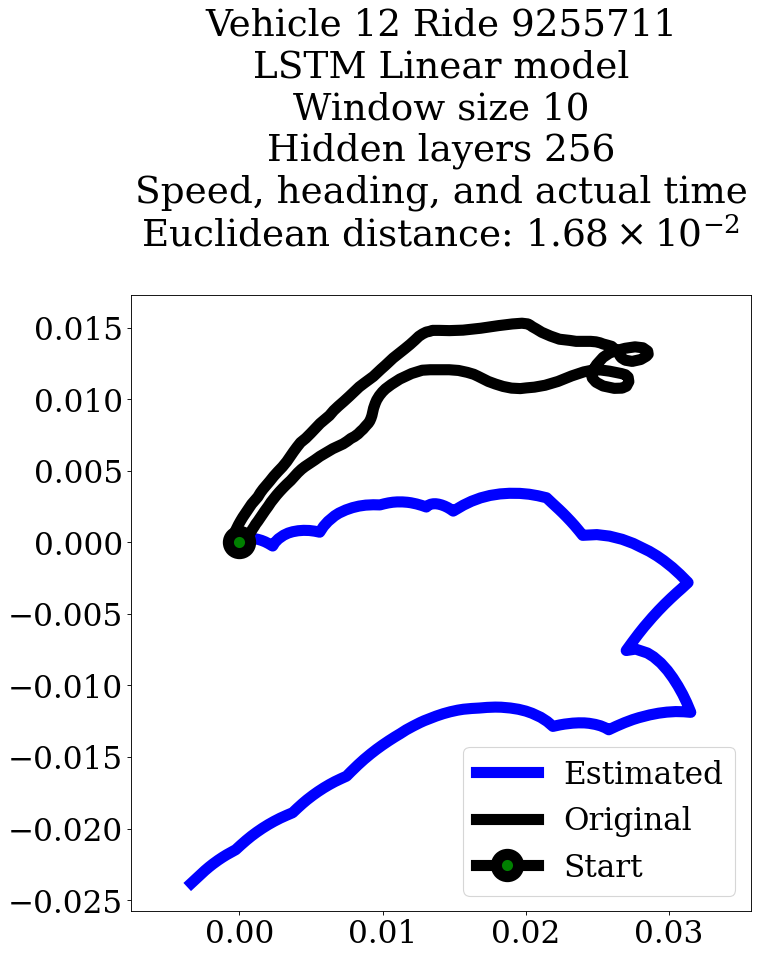 Vehicle 12 Ride 9255711
LSTM Linear model
Window size 10
Hidden layers 256
Speed, heading, and actual time
Euclidean distance: 1.68 × 10⁻²
0.015
0.010
0.005
0.000
−0.005
−0.010
−0.015
−0.020
−0.025
Estimated
Original
Start
0.00 0.01 0.02 0.03